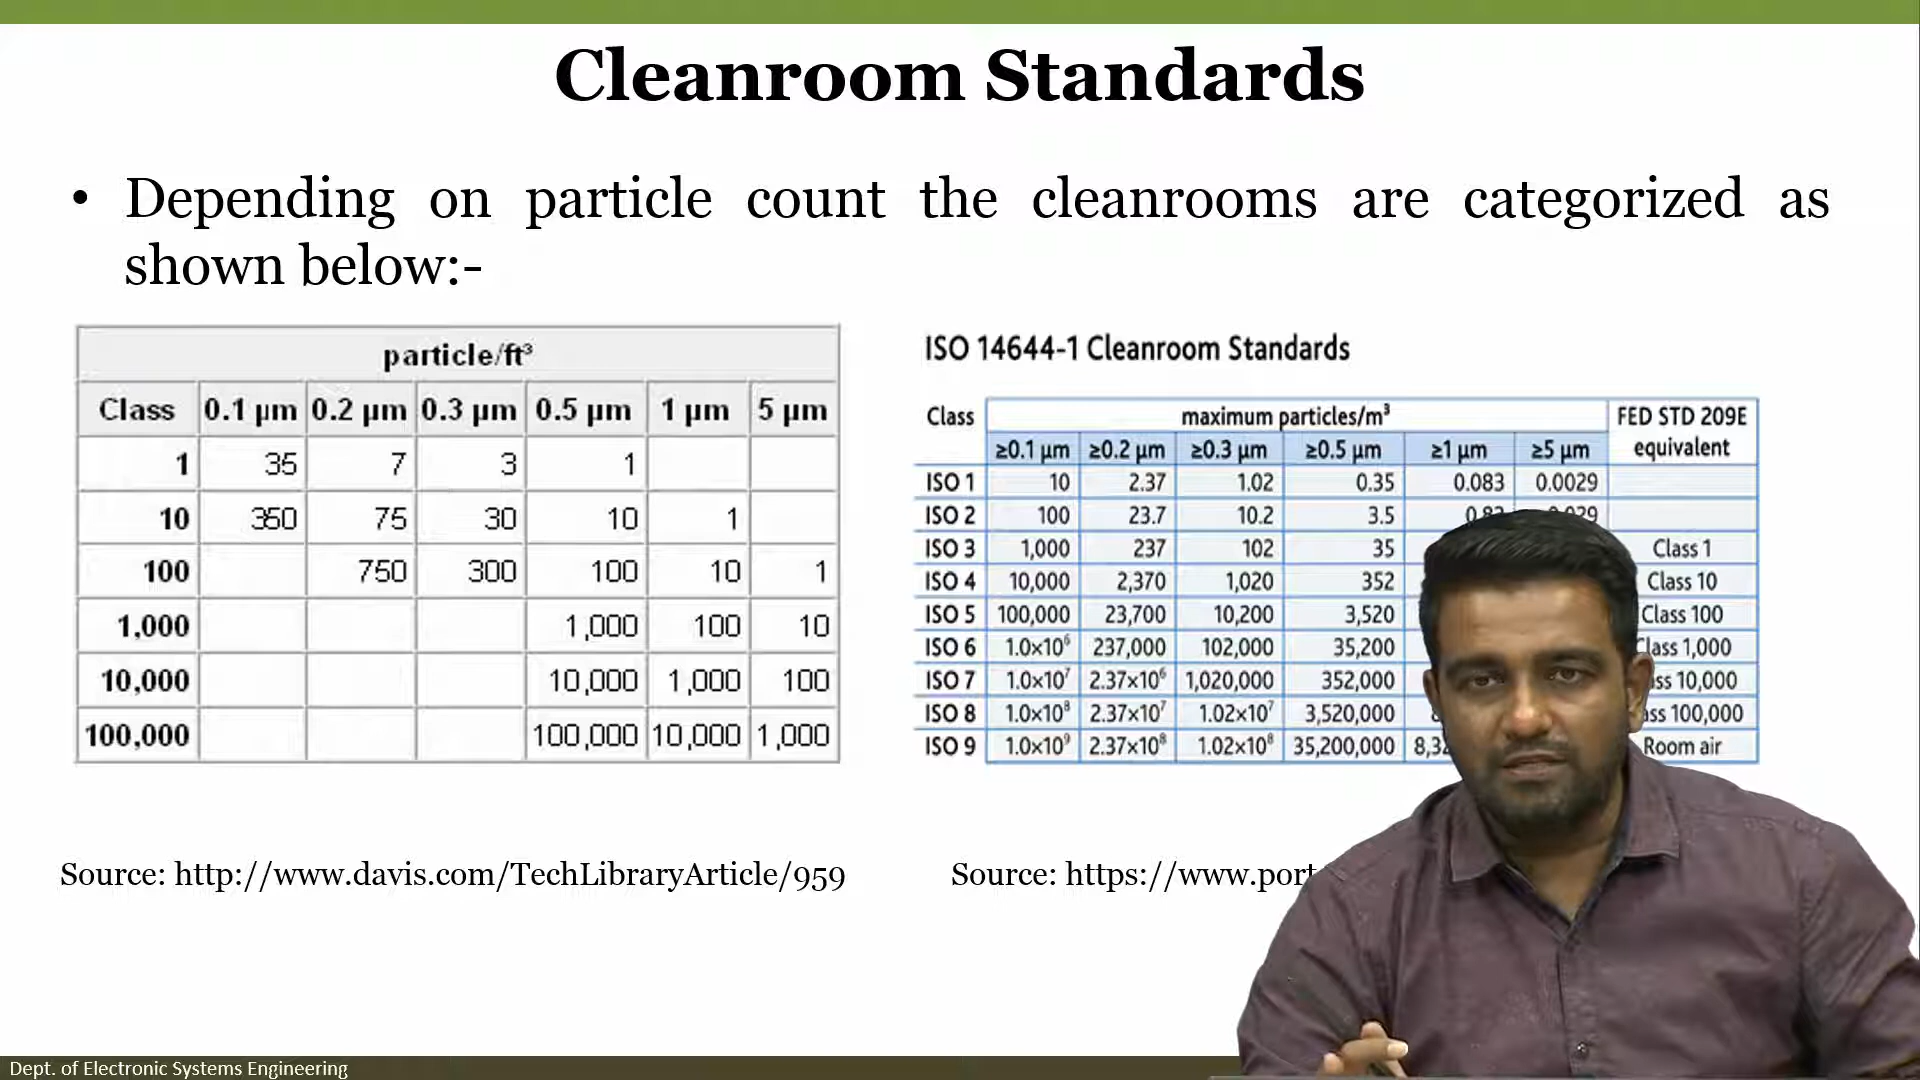 Cleanroom Standards
• Depending on particle count the cleanrooms are categorized as
shown below:-
particle/ft³
Class 0.1 µm 0.2 µm 0.3 µm 0.5 µm 1 µm 5 µm
1 35 7 3 1
10 350 75 30 10 1
100 750 300 100 10 1
1,000 1,000 100 10
10,000 10,000 1,000 100
100,000 100,000 10,000 1,000
ISO 14644-1 Cleanroom Standards
Class maximum particles/m³ FED STD 209E
equivalent
≥0.1 µm ≥0.2 µm ≥0.3 µm ≥0.5 µm ≥1 µm ≥5 µm
ISO 1 10 2.37 1.02 0.35 0.083 0.0029
ISO 2 100 23.7 10.2 3.5
ISO 3 1,000 237 102 35 Class 1
ISO 4 10,000 2,370 1,020 352 Class 10
ISO 5 100,000 23,700 10,200 3,520 Class 100
ISO 6 1.0×10⁶ 237,000 102,000 35,200 Class 1,000
ISO 7 1.0×10⁷ 2.37×10⁶ 1,020,000 352,000 10,000
ISO 8 1.0×10⁸ 2.37×10⁷ 1.02×10⁷ 3,520,000 100,000
ISO 9 1.0×10⁹ 2.37×10⁸ 1.02×10⁸ 35,200,000 Room air
Source: http://www.davis.com/TechLibraryArticle/959
Source: https://www.port
Dept. of Electronic Systems Engineering